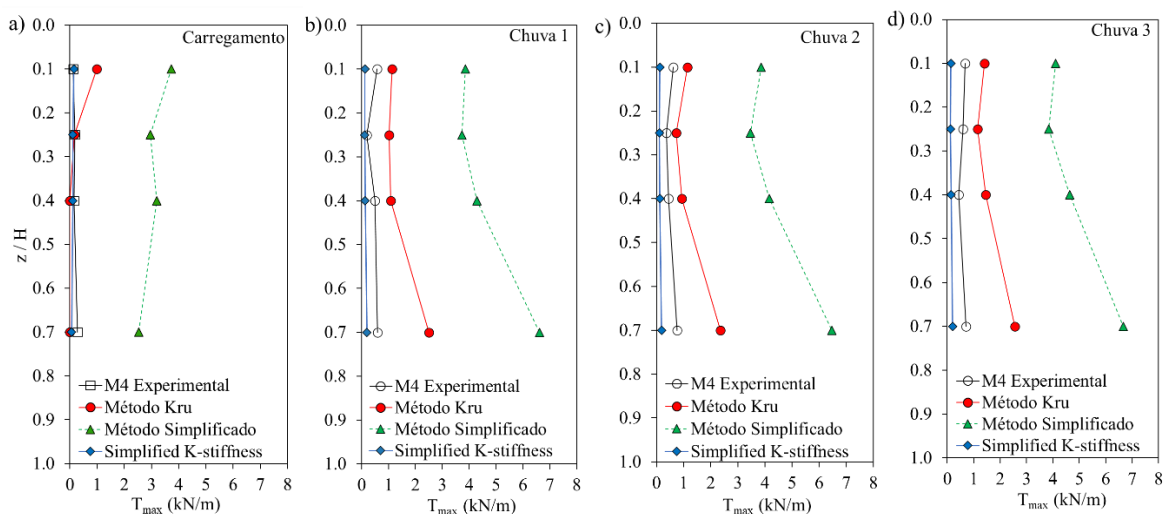 a)
Carregamento
0.0
0.1
0.2
0.3
0.4
0.5
0.6
0.7
0.8
0.9
1.0
z / H
M4 Experimental
Método Kru
Método Simplificado
Simplified K-stiffness
0 1 2 3 4 5 6 7 8
Tmax (kN/m)
b)
Chuva 1
0.0
0.1
0.2
0.3
0.4
0.5
0.6
0.7
0.8
0.9
1.0
M4 Experimental
Método Kru
Método Simplificado
Simplified K-stiffness
0 1 2 3 4 5 6 7 8
Tmax (kN/m)
c)
Chuva 2
0.0
0.1
0.2
0.3
0.4
0.5
0.6
0.7
0.8
0.9
1.0
M4 Experimental
Método Kru
Método Simplificado
Simplified K-stiffness
0 1 2 3 4 5 6 7 8
Tmax (kN/m)
d)
Chuva 3
0.0
0.1
0.2
0.3
0.4
0.5
0.6
0.7
0.8
0.9
1.0
M4 Experimental
Método Kru
Método Simplificado
Simplified K-stiffness
0 1 2 3 4 5 6 7 8
Tmax (kN/m)